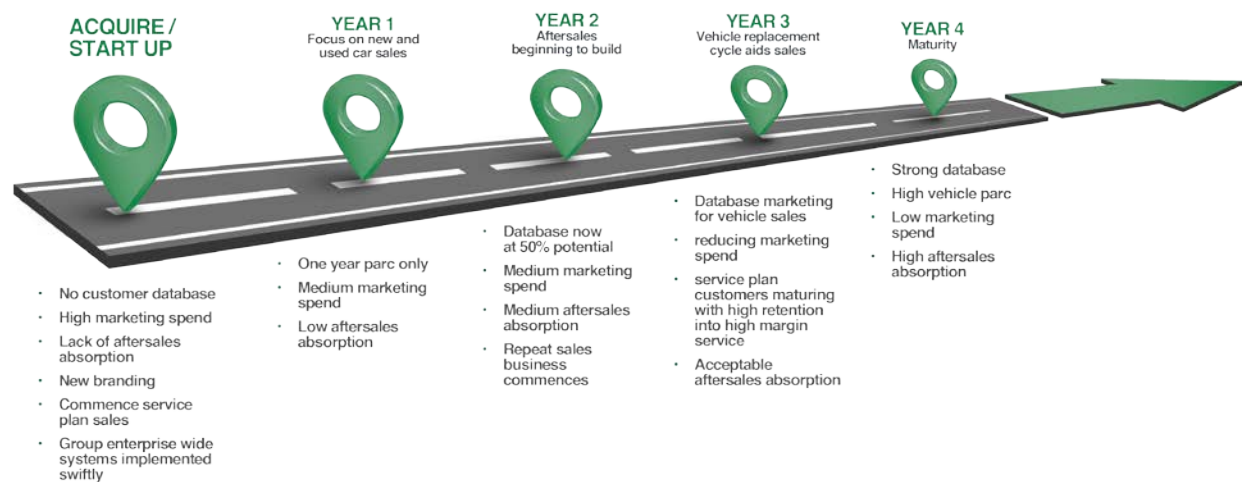 ACQUIRE /
START UP
· No customer database
· High marketing spend
· Lack of aftersales
absorption
· New branding
· Commence service
plan sales
· Group enterprise wide
systems implemented
swiftly
YEAR 1
Focus on new and
used car sales
· One year parc only
· Medium marketing
spend
· Low aftersales
absorption
YEAR 2
Aftersales
beginning to build
· Database now
at 50% potential
· Medium marketing
spend
· Medium aftersales
absorption
· Repeat sales
business
commences
YEAR 3
Vehicle replacement
cycle aids sales
· Database marketing
for vehicle sales
· reducing marketing
spend
· service plan
customers maturing
with high retention
into high margin
service
· Acceptable
aftersales absorption
YEAR 4
Maturity
· Strong database
· High vehicle parc
· Low marketing
spend
· High aftersales
absorption